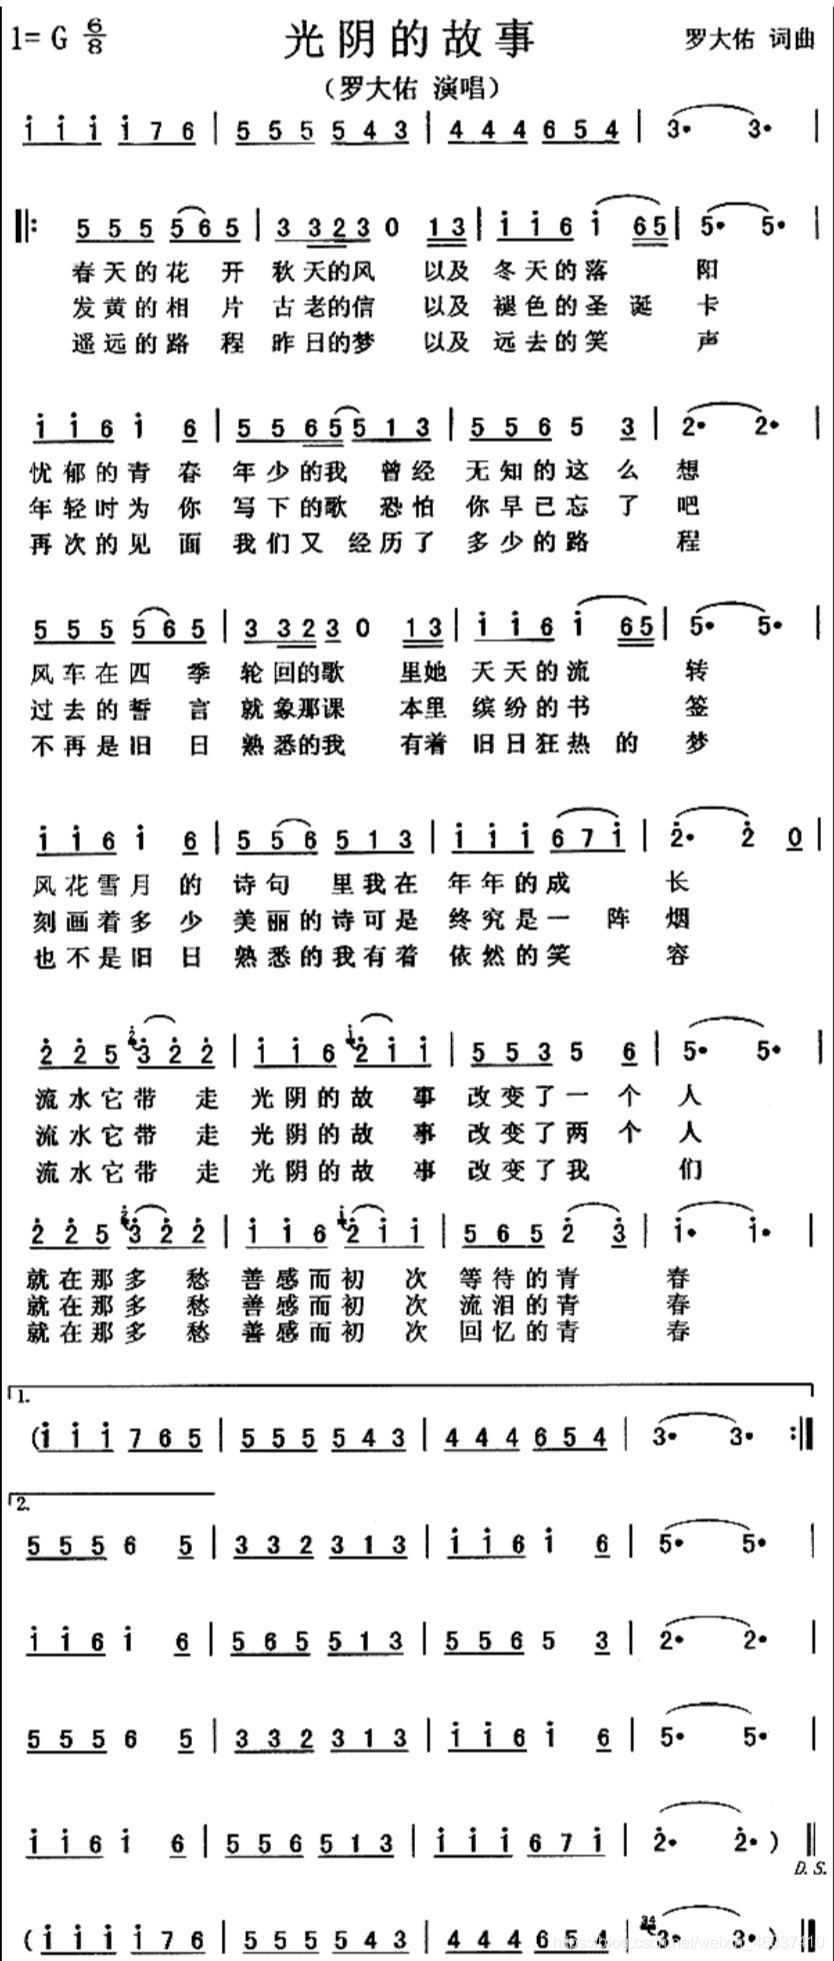 1= G 6/8 光阴的故事 罗大佑 词曲
（罗大佑 演唱）
i i i i 7 6 | 5 5 5 5 4 3 | 4 4 4 6 5 4 | 3· 3· |
‖: 5 5 5 5 6 5 | 3 3 2 3 0 1 3 | i i 6 i 6 5 | 5· 5· |
春天的花 开 秋天的风 以及 冬天的落 阳
发黄的相 片 古老的信 以及 褪色的圣 诞 卡
遥远的路 程 昨日的梦 以及 远去的笑 声
i i 6 i 6 | 5 5 6 5 5 1 3 | 5 5 6 5 3 | 2· 2· |
忧郁的青 春 年少的我 曾经 无知的这 么 想
年轻时为 你 写下的歌 恐怕 你早已忘 了 吧
再次的见 面 我们又 经历了 多少的路 程
5 5 5 5 6 5 | 3 3 2 3 0 1 3 | i i 6 i 6 5 | 5· 5· |
风车在四 季 轮回的歌 里她 天天的流 转
过去的誓 言 就象那课 本里 缤纷的书 签
不再是旧 日 熟悉的我 有着 旧日狂热 的 梦
i i 6 i 6 | 5 5 6 5 1 3 | i i i 6 7 i | 2· 2 0 |
风花雪月 的 诗句 里我在 年年的成 长
刻画着多 少 美丽的诗可是 终究是一 阵 烟
也不是旧 日 熟悉的我有着 依然的笑 容
2 2 5 2 3 2 2 | i i 6 i 2 i i | 5 5 3 5 6 | 5· 5· |
流水它带 走 光阴的故 事 改变了一 个 人
流水它带 走 光阴的故 事 改变了两 个 人
流水它带 走 光阴的故 事 改变了我 们
2 2 5 2 3 2 2 | i i 6 i 2 i i | 5 6 5 2 3 | i· i· |
就在那多 愁 善感而初 次 等待的青 春
就在那多 愁 善感而初 次 流泪的青 春
就在那多 愁 善感而初 次 回忆的青 春
1.
(i i i 7 6 5 | 5 5 5 5 4 3 | 4 4 4 6 5 4 | 3· 3· :‖
2.
5 5 5 6 5 | 3 3 2 3 1 3 | i i 6 i 6 | 5· 5· |
i i 6 i 6 | 5 6 5 5 1 3 | 5 5 6 5 3 | 2· 2· |
5 5 5 6 5 | 3 3 2 3 1 3 | i i 6 i 6 | 5· 5· |
i i 6 i 6 | 5 5 6 5 1 3 | i i i 6 7 i | 2· 2· ) ‖
D.S.
( i i i i 7 6 | 5 5 5 5 4 3 | 4 4 4 6 5 4 | 34 3· 3· ) ‖